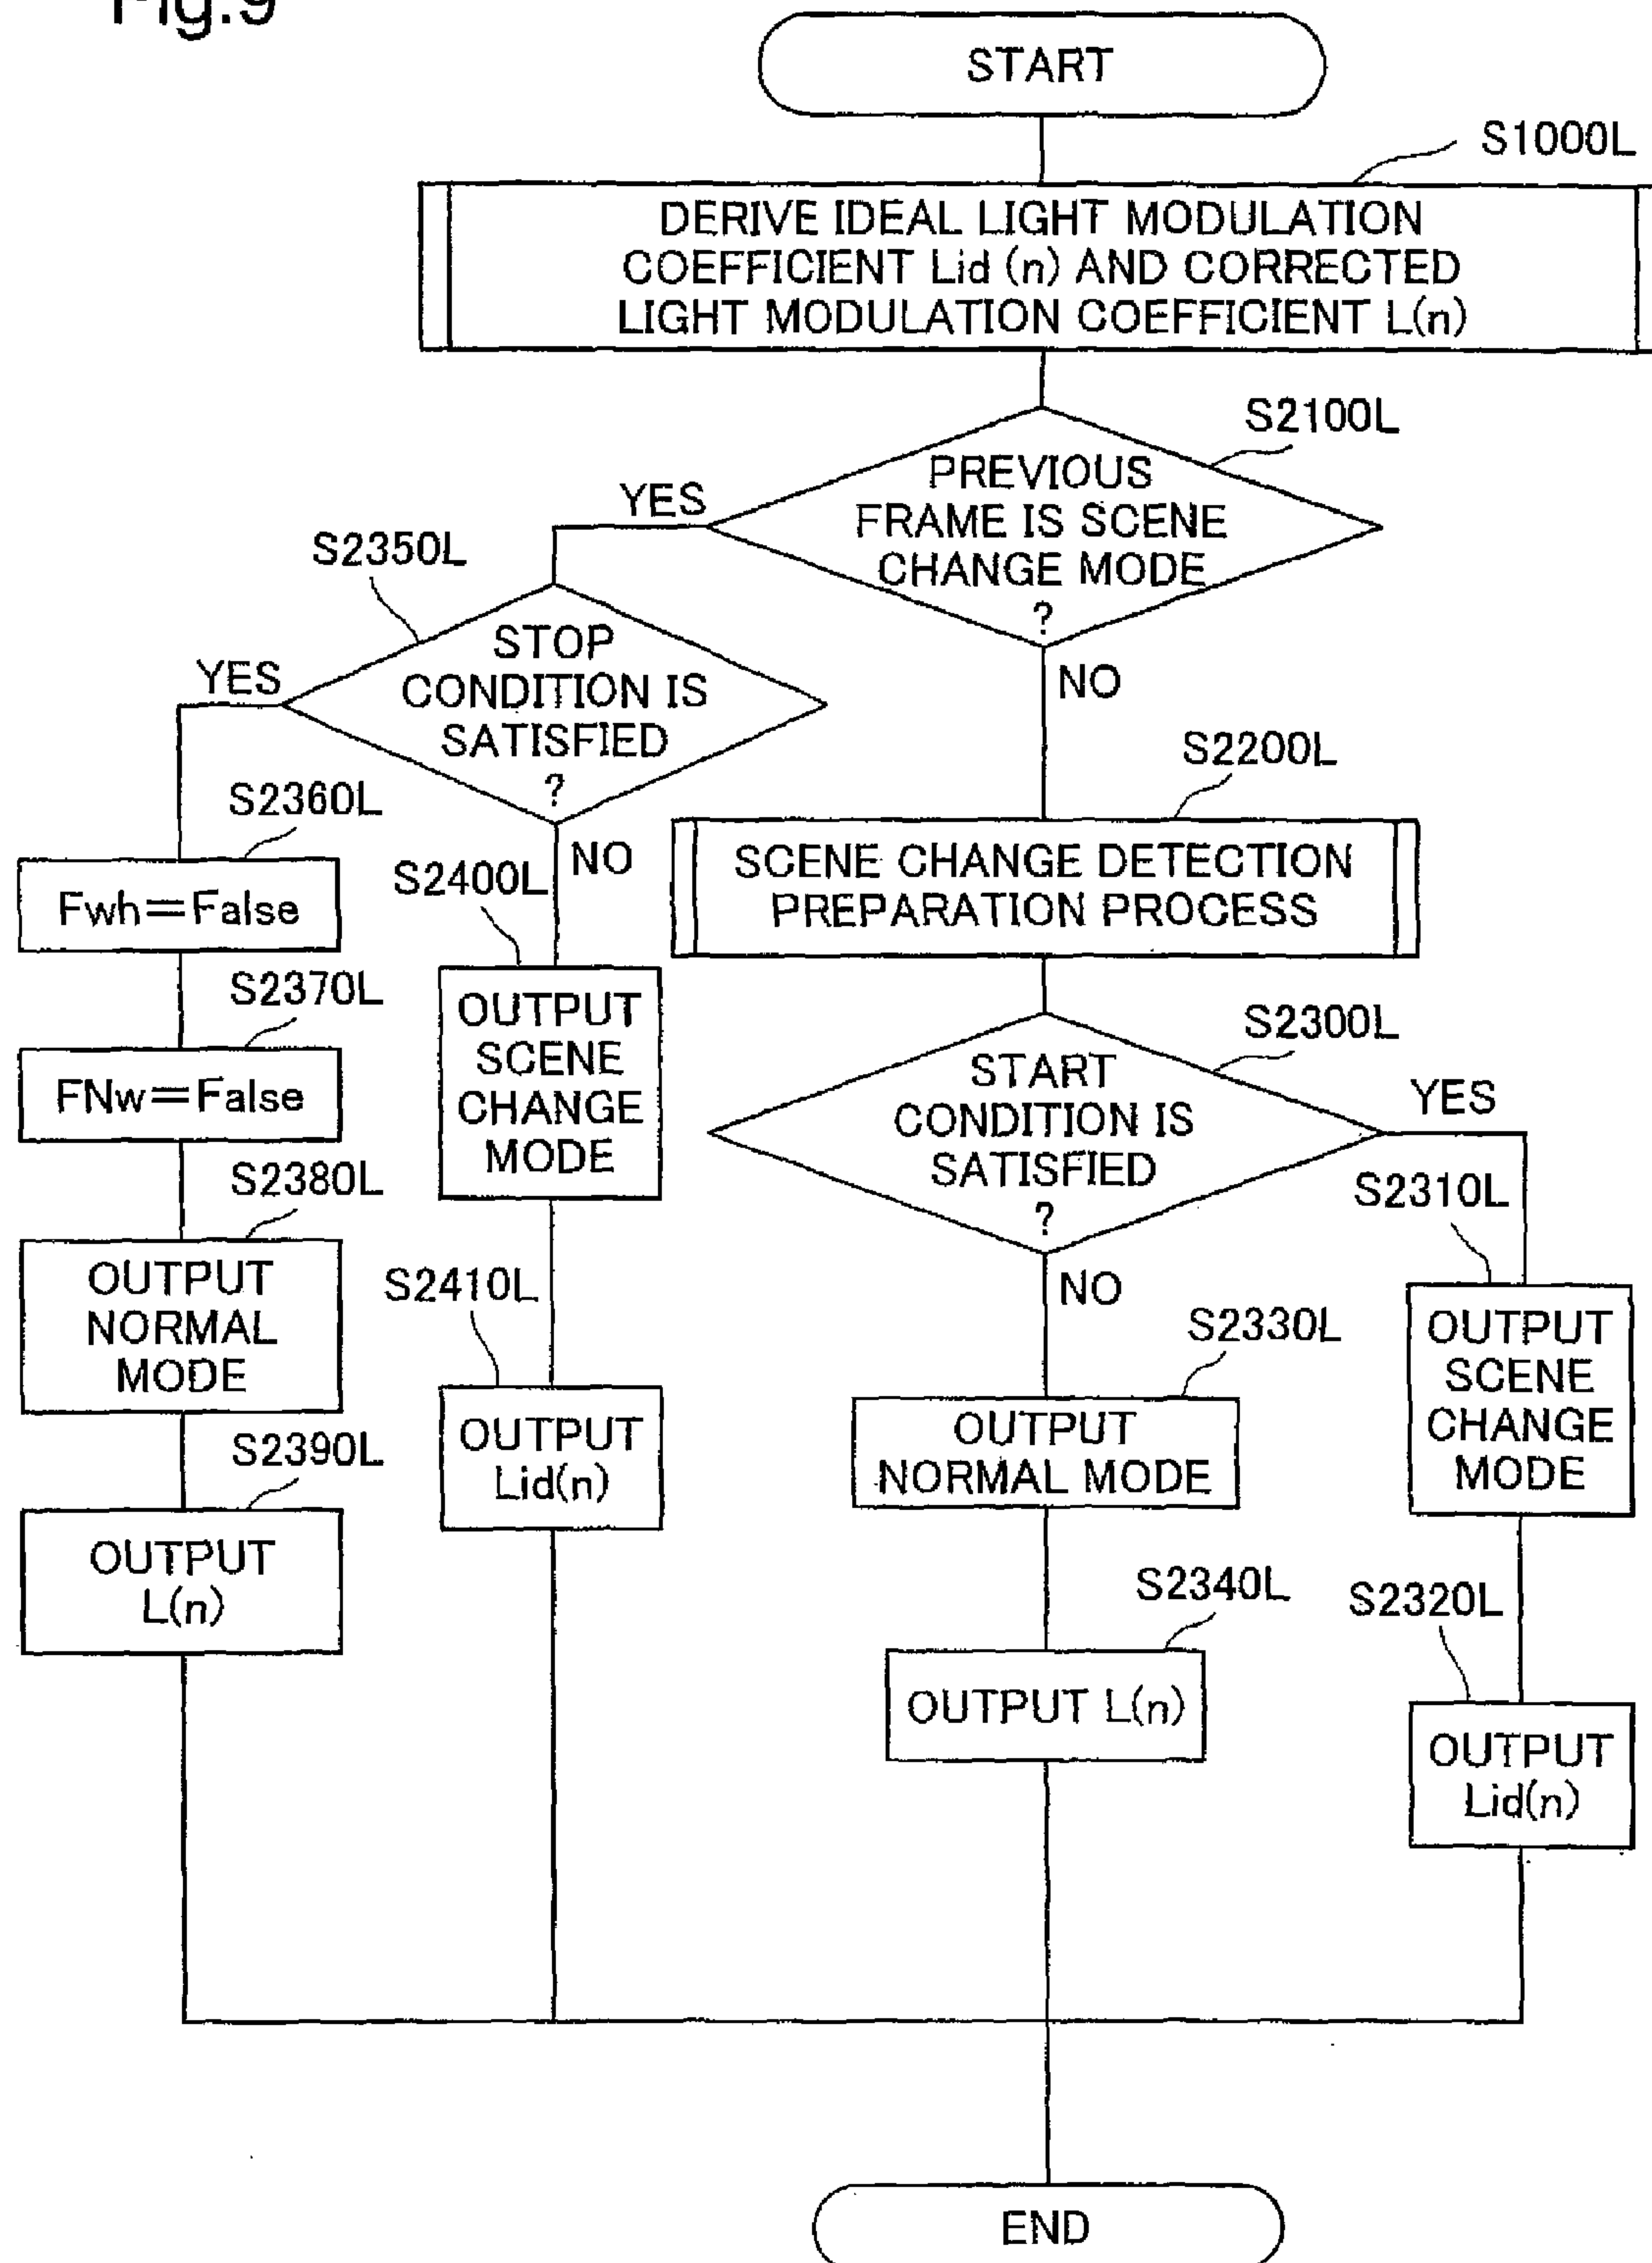 Fig.9
START
S1000L
DERIVE IDEAL LIGHT MODULATION
COEFFICIENT Lid (n) AND CORRECTED
LIGHT MODULATION COEFFICIENT L(n)
S2100L
PREVIOUS
FRAME IS SCENE
CHANGE MODE
?
YES
NO
S2350L
STOP
CONDITION IS
SATISFIED
?
YES
NO
S2360L
Fwh=False
S2370L
FNw=False
S2380L
OUTPUT
NORMAL
MODE
S2390L
OUTPUT
L(n)
S2400L
OUTPUT
SCENE
CHANGE
MODE
S2410L
OUTPUT
Lid(n)
S2200L
SCENE CHANGE DETECTION
PREPARATION PROCESS
S2300L
START
CONDITION IS
SATISFIED
?
YES
NO
S2330L
OUTPUT
NORMAL MODE
S2340L
OUTPUT L(n)
S2310L
OUTPUT
SCENE
CHANGE
MODE
S2320L
OUTPUT
Lid(n)
END